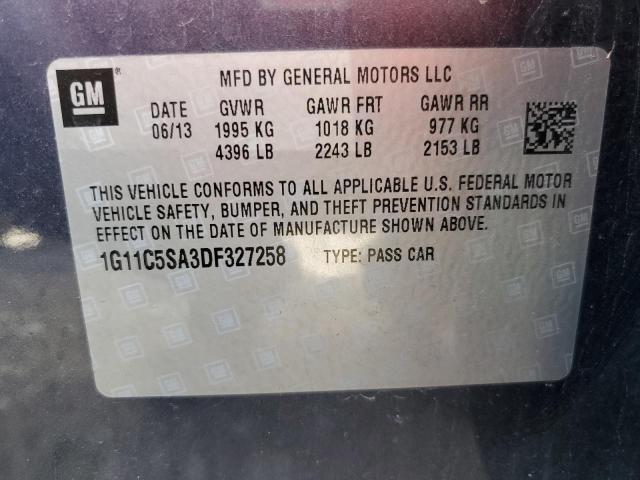 GM ® MFD BY GENERAL MOTORS LLC
DATE GVWR GAWR FRT GAWR RR
06/13 1995 KG 1018 KG 977 KG
4396 LB 2243 LB 2153 LB
THIS VEHICLE CONFORMS TO ALL APPLICABLE U.S. FEDERAL MOTOR
VEHICLE SAFETY, BUMPER, AND THEFT PREVENTION STANDARDS IN
EFFECT ON THE DATE OF MANUFACTURE SHOWN ABOVE.
1G11C5SA3DF327258 TYPE: PASS CAR